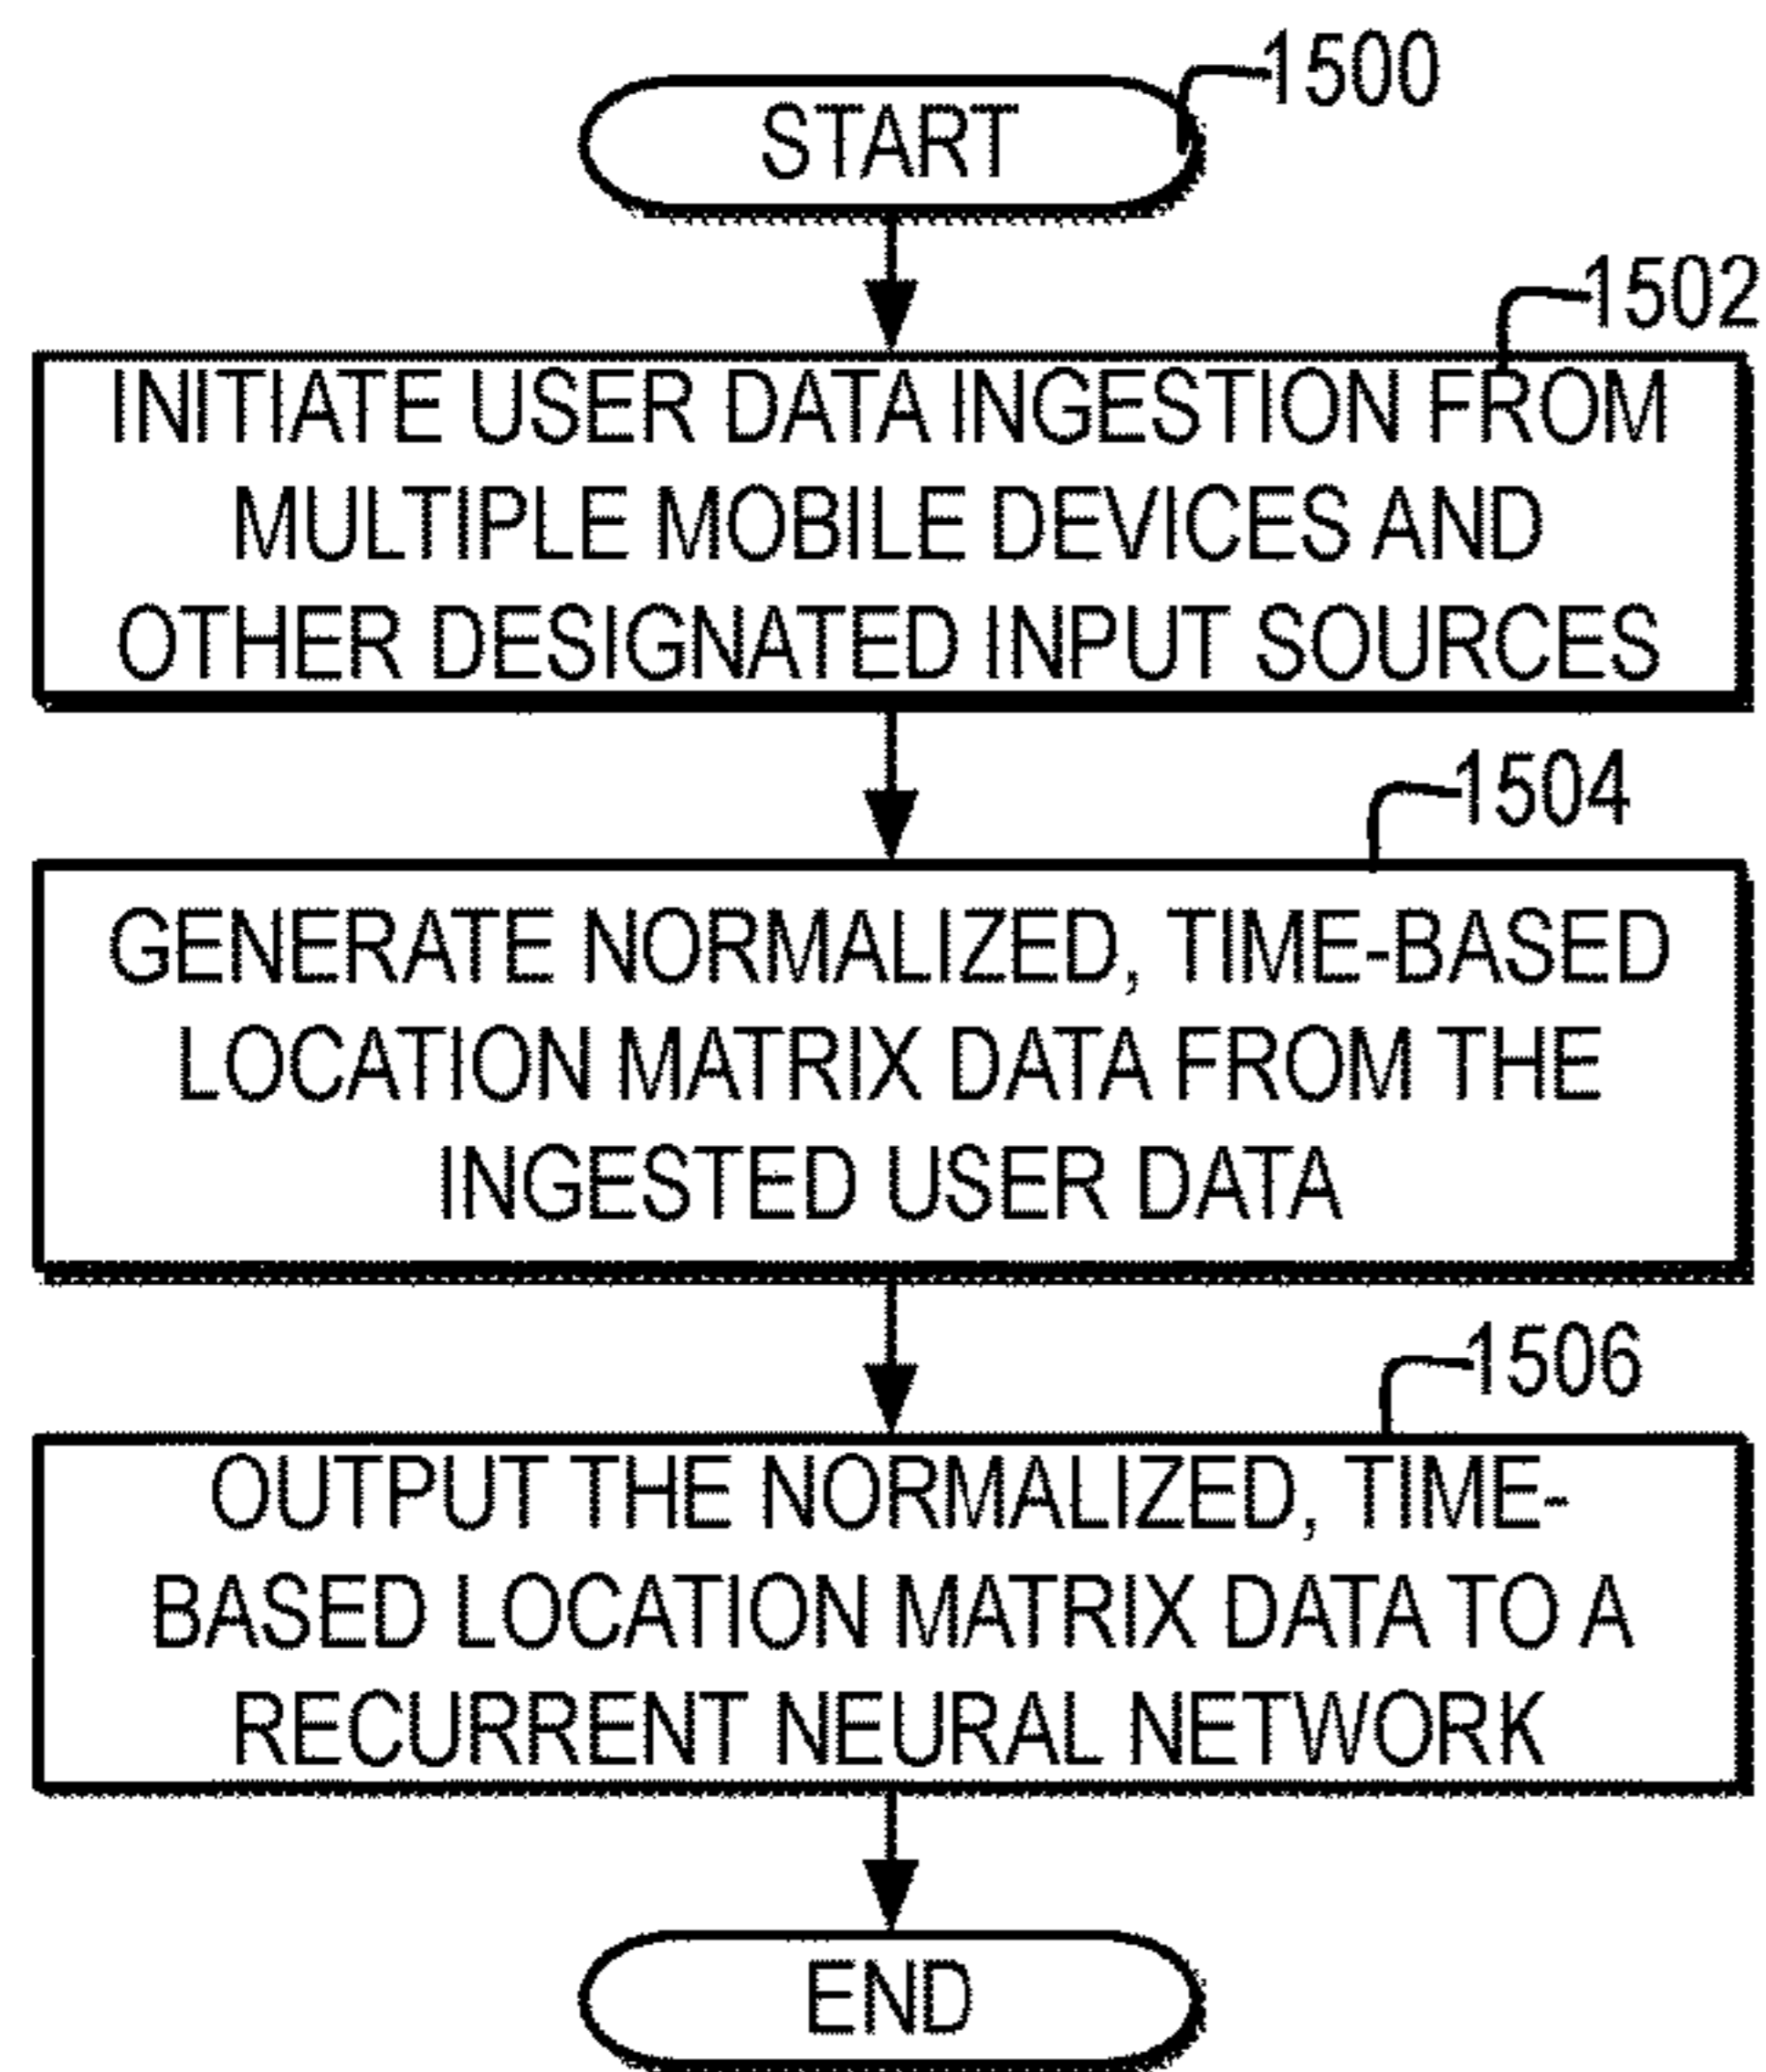 1500
START
1502
INITIATE USER DATA INGESTION FROM
MULTIPLE MOBILE DEVICES AND
OTHER DESIGNATED INPUT SOURCES
1504
GENERATE NORMALIZED, TIME-BASED
LOCATION MATRIX DATA FROM THE
INGESTED USER DATA
1506
OUTPUT THE NORMALIZED, TIME-
BASED LOCATION MATRIX DATA TO A
RECURRENT NEURAL NETWORK
END